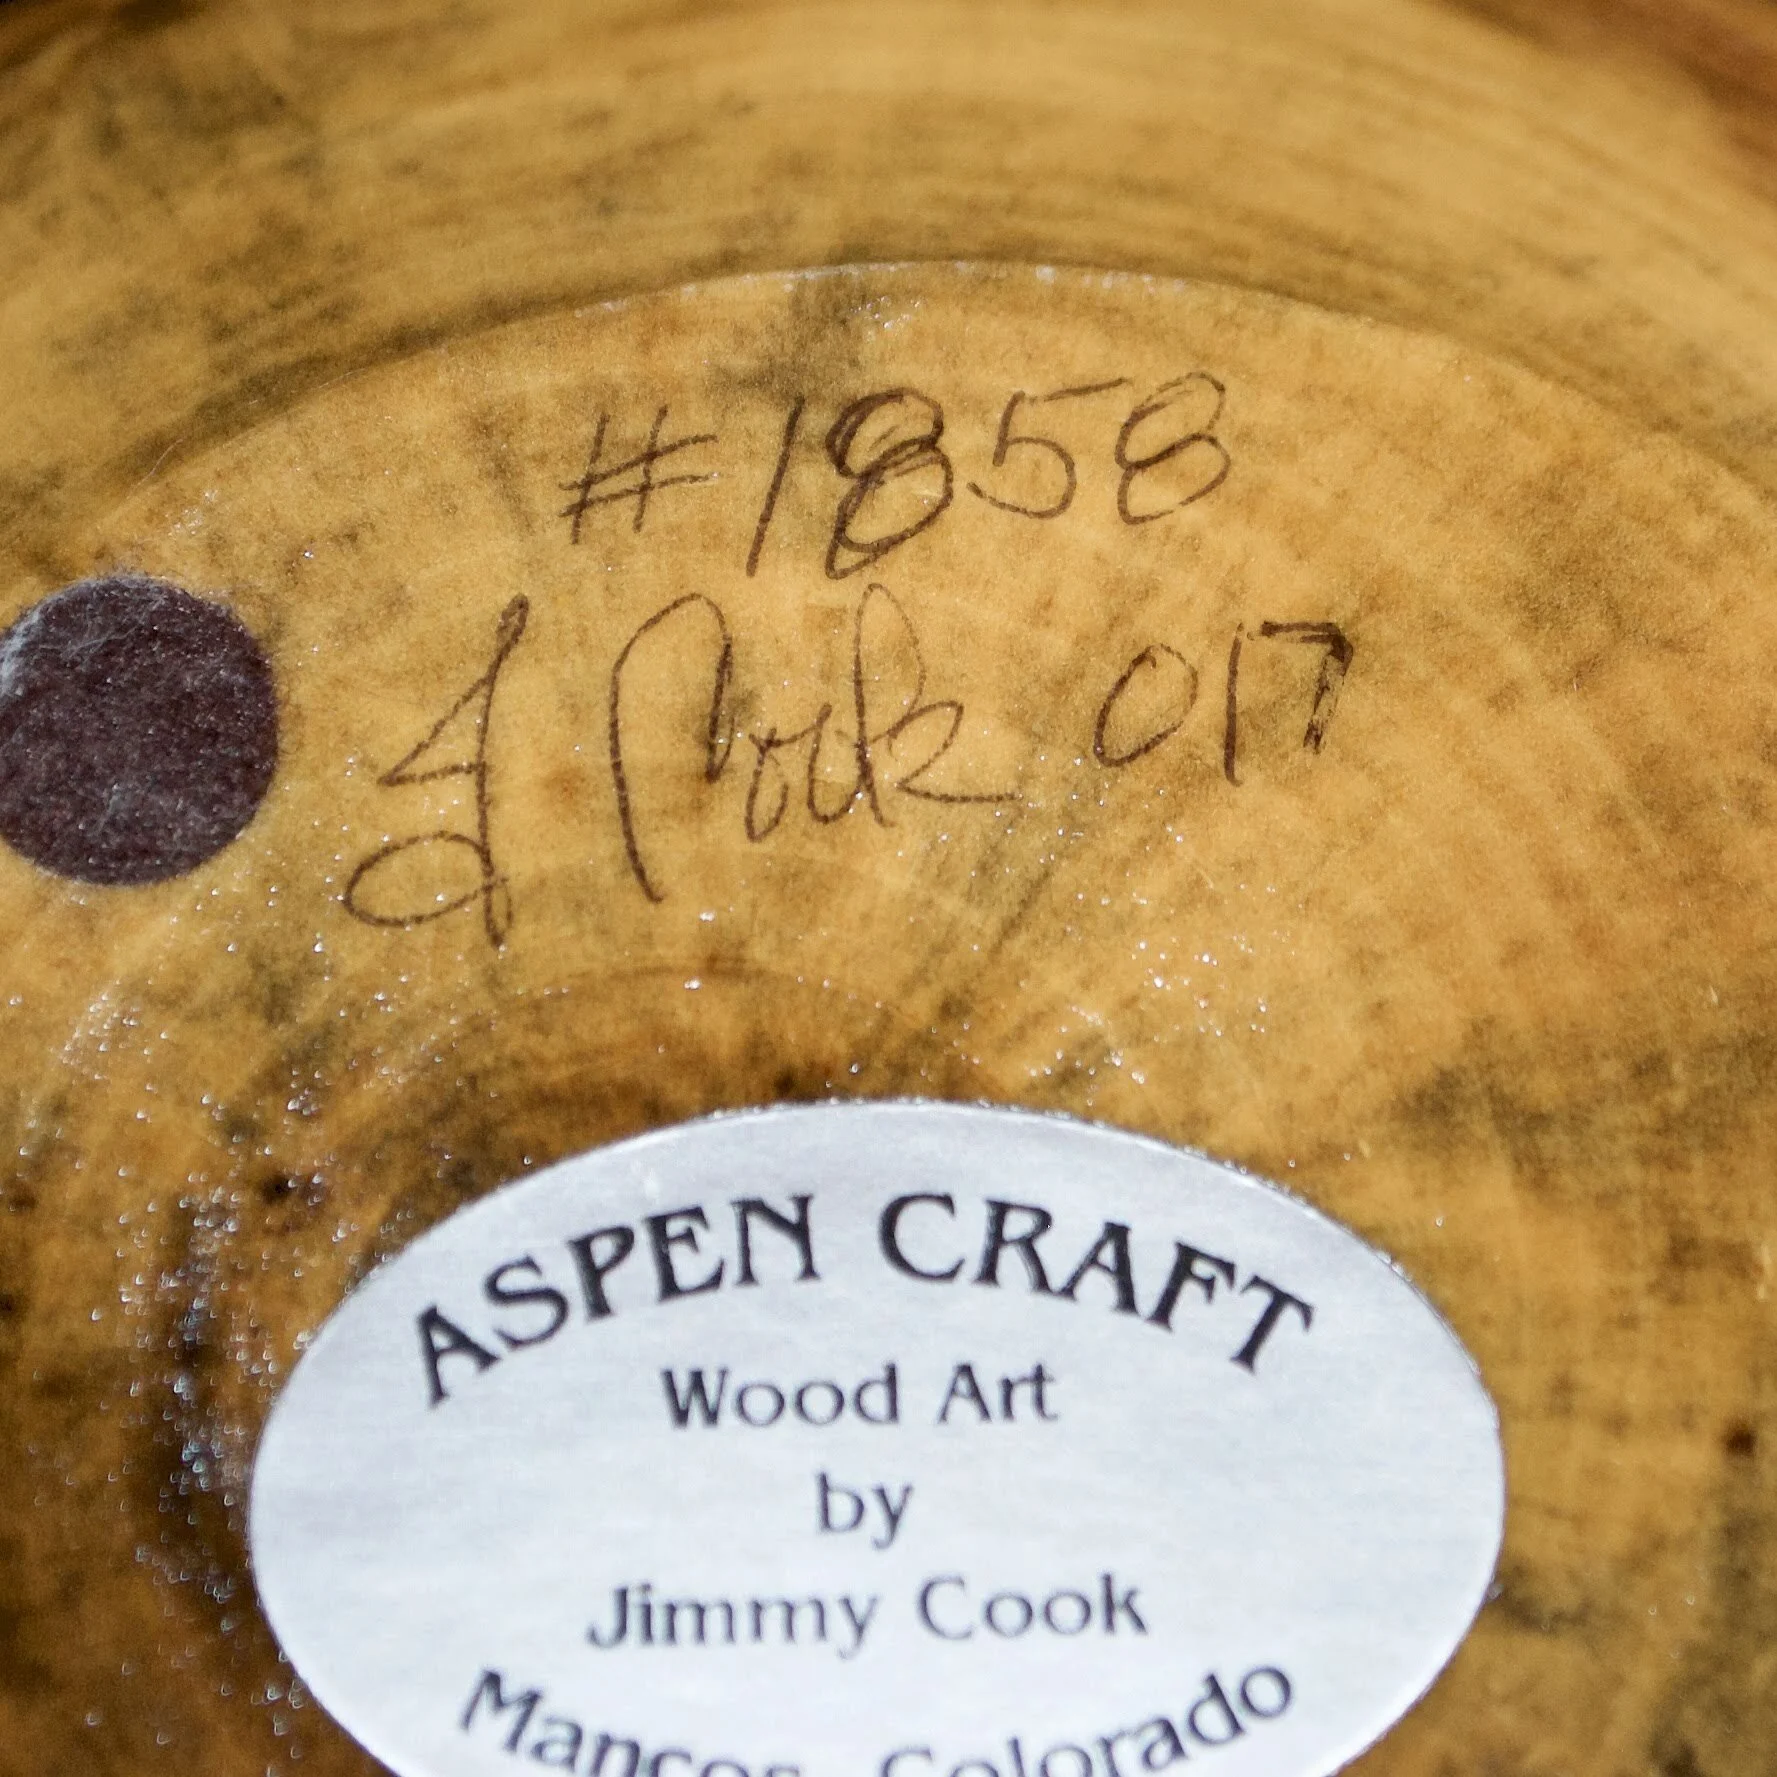 #1858
J Cook 017
ASPEN CRAFT
Wood Art
by
Jimmy Cook
Mancos, Colorado